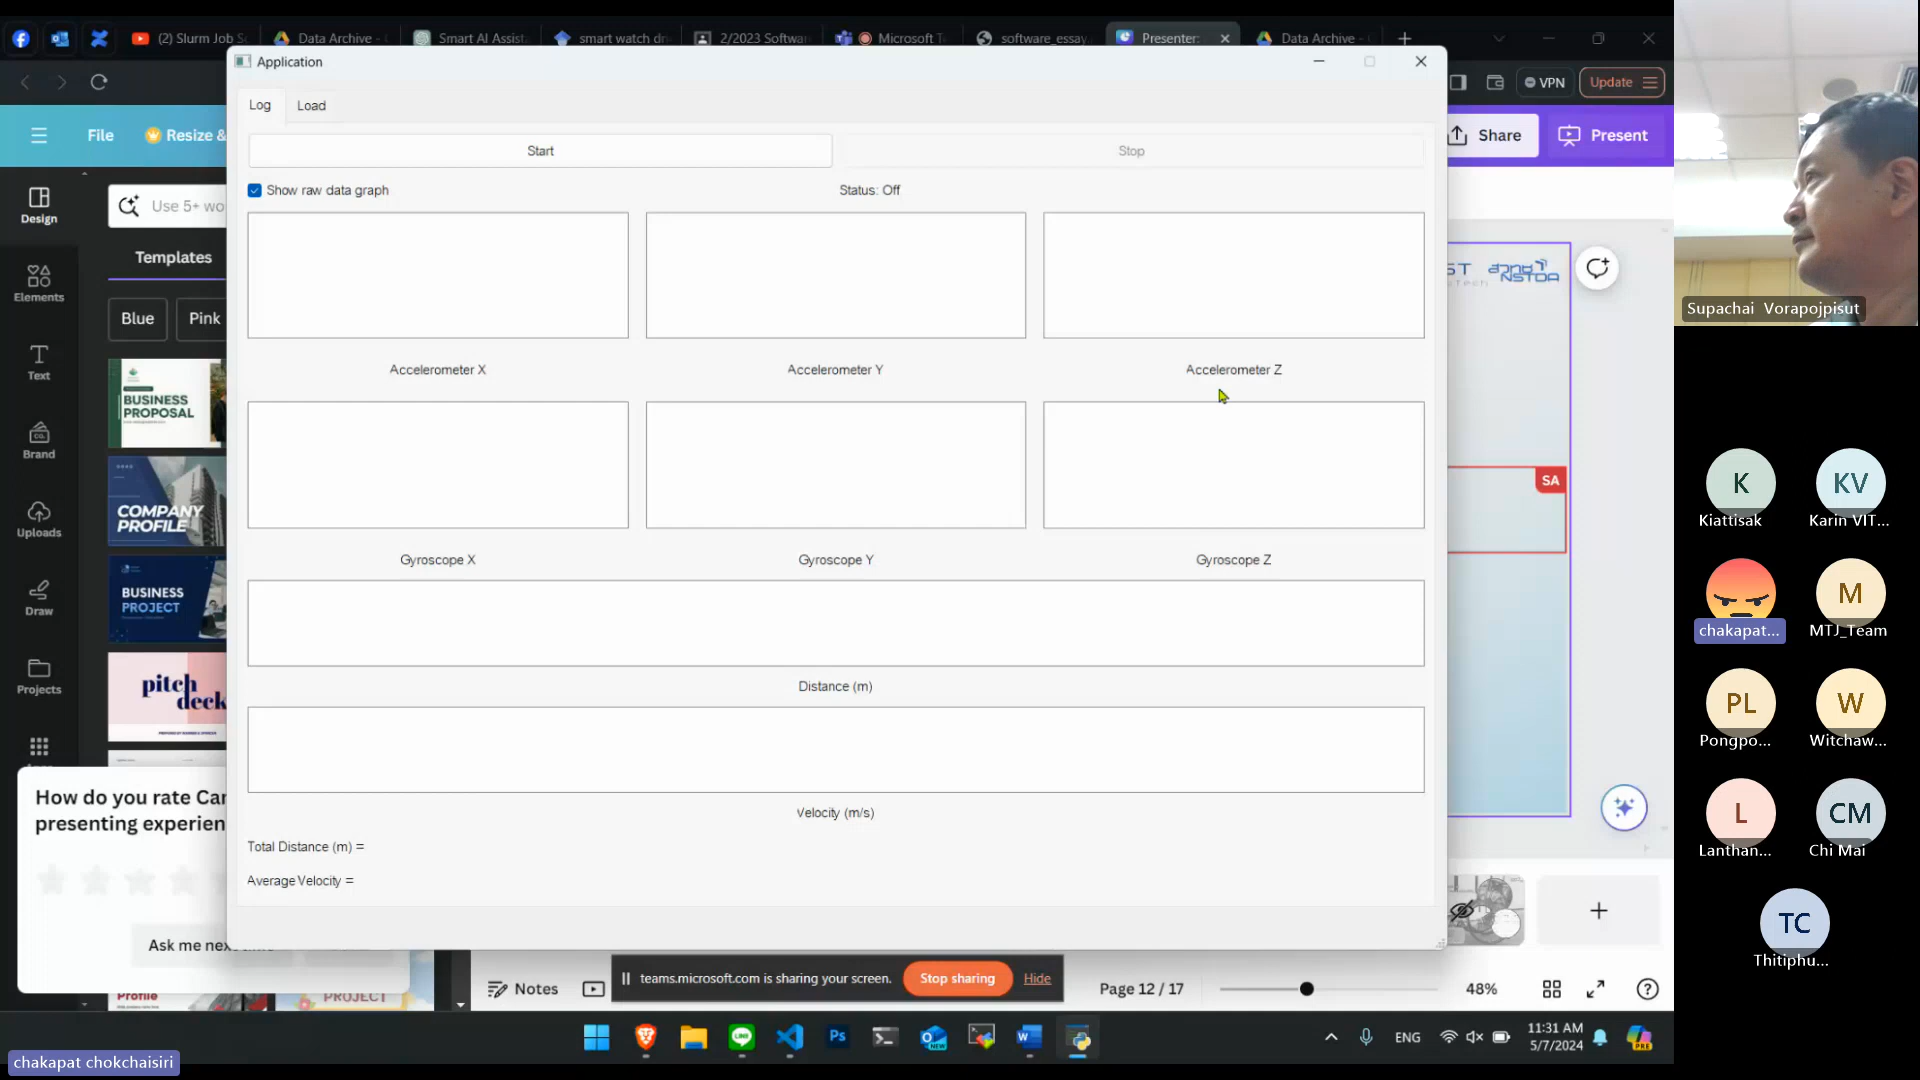 (2) Slurm Job S
Data Archive -
Smart AI Assist
smart watch dri
2/2023 Softwar
Microsoft T
software_essay
Presenter:
Data Archive -
Application
VPN
Update
Log
Load
File
Resize &
Share
Present
Start
Stop
Show raw data graph
Status: Off
Design
Use 5+ wo
Templates
Elements
Blue
Pink
NSTDA
Supachai Vorapojpisut
Accelerometer X
Accelerometer Y
Accelerometer Z
Text
BUSINESS
PROPOSAL
Brand
SA
K
KV
Kiattisak
Karin VIT...
COMPANY
PROFILE
Uploads
Gyroscope X
Gyroscope Y
Gyroscope Z
BUSINESS
PROJECT
Draw
M
chakapat...
MTJ_Team
Distance (m)
pitch
deck
Projects
PL
W
Pongpo...
Witchaw...
How do you rate Can
presenting experien
Velocity (m/s)
L
CM
Lanthan...
Chi Mai
Total Distance (m) =
Average Velocity =
TC
Thitiphu...
Ask me nex
Profile
PROJECT
Notes
teams.microsoft.com is sharing your screen.
Stop sharing
Hide
Page 12 / 17
48%
ENG
11:31 AM
5/7/2024
chakapat chokchaisiri